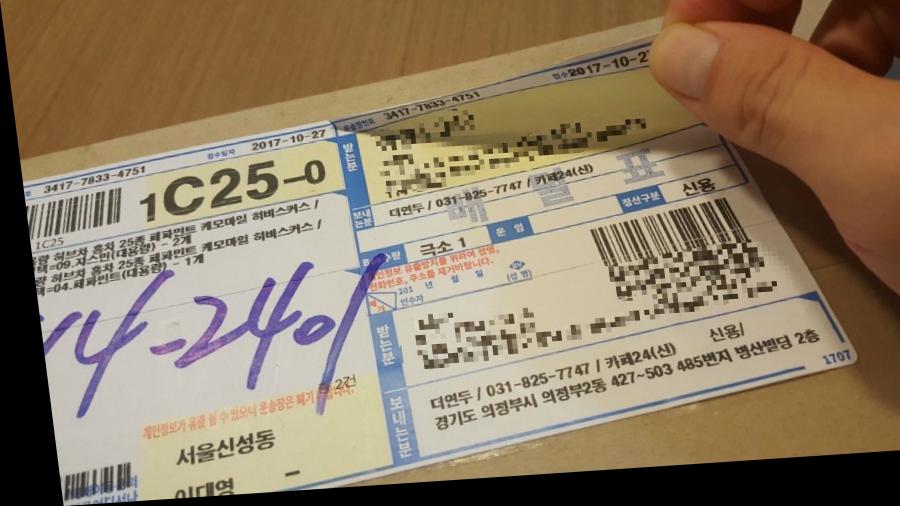 3417-7833-4751 접수일자 2017-10-27
1C25-0
1C25
량 허브차 홍차 25종 페퍼민트 캐모마일 히비스커스 /
택=09.자스민(대용량) - 2개
량 허브차 홍차 25종 페퍼민트 캐모마일 히비스커스 /
택=04.페퍼민트(대용량) - 1개
4-2401
총 2건
개인정보가 유출 될 수 있으니 운송장은 폐기
서울신성동
이대영 -
운송장번호 3417-7833-4751 접수 2017-10-27
받는분
보내는분 더연두 / 031-825-7747 / 카페24(신)
배달표
정산구분 신용
수량 극소 1 운임
개인정보 유출방지를 위하여 성명,
전화번호, 주소를 제거바랍니다.
201 년 월 일
인수자 (성명)
받는분
신용/
보내는분
더연두 / 031-825-7747 / 카페24(신)
경기도 의정부시 의정부2동 427~503 485번지 명산빌딩 2층
1707